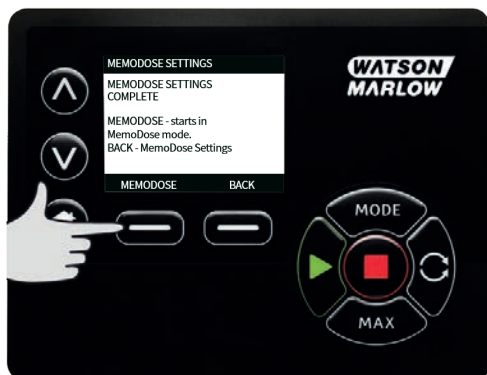 MEMODOSE SETTINGS
WATSON
MARLOW
MEMODOSE SETTINGS
COMPLETE
MEMODOSE - starts in
MemoDose mode.
BACK - MemoDose Settings
MEMODOSE BACK
MODE
MAX